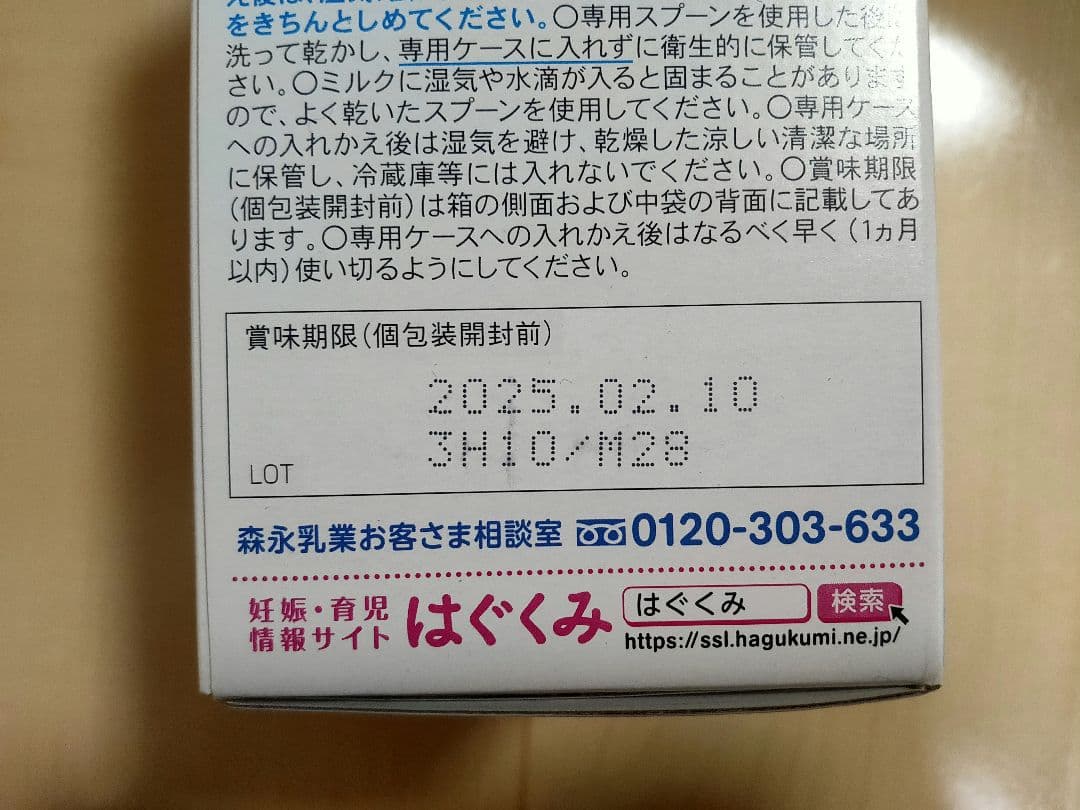 をきちんとしめてください。〇専用スプーンを使用した後は
洗って乾かし、専用ケースに入れずに衛生的に保管してくだ
さい。〇ミルクに湿気や水滴が入ると固まることがあります
ので、よく乾いたスプーンを使用してください。〇専用ケース
への入れかえ後は湿気を避け、乾燥した涼しい清潔な場所
に保管し、冷蔵庫等には入れないでください。〇賞味期限
(個包装開封前)は箱の側面および中袋の背面に記載してあ
ります。〇専用ケースへの入れかえ後はなるべく早く(1ヵ月
以内)使い切るようにしてください。
賞味期限(個包装開封前)
2025.02.10
3H10/M28
LOT
森永乳業お客さま相談室 0120-303-633
妊娠・育児
情報サイト
はぐくみ
はぐくみ 検索
https://ssl.hagukumi.ne.jp/